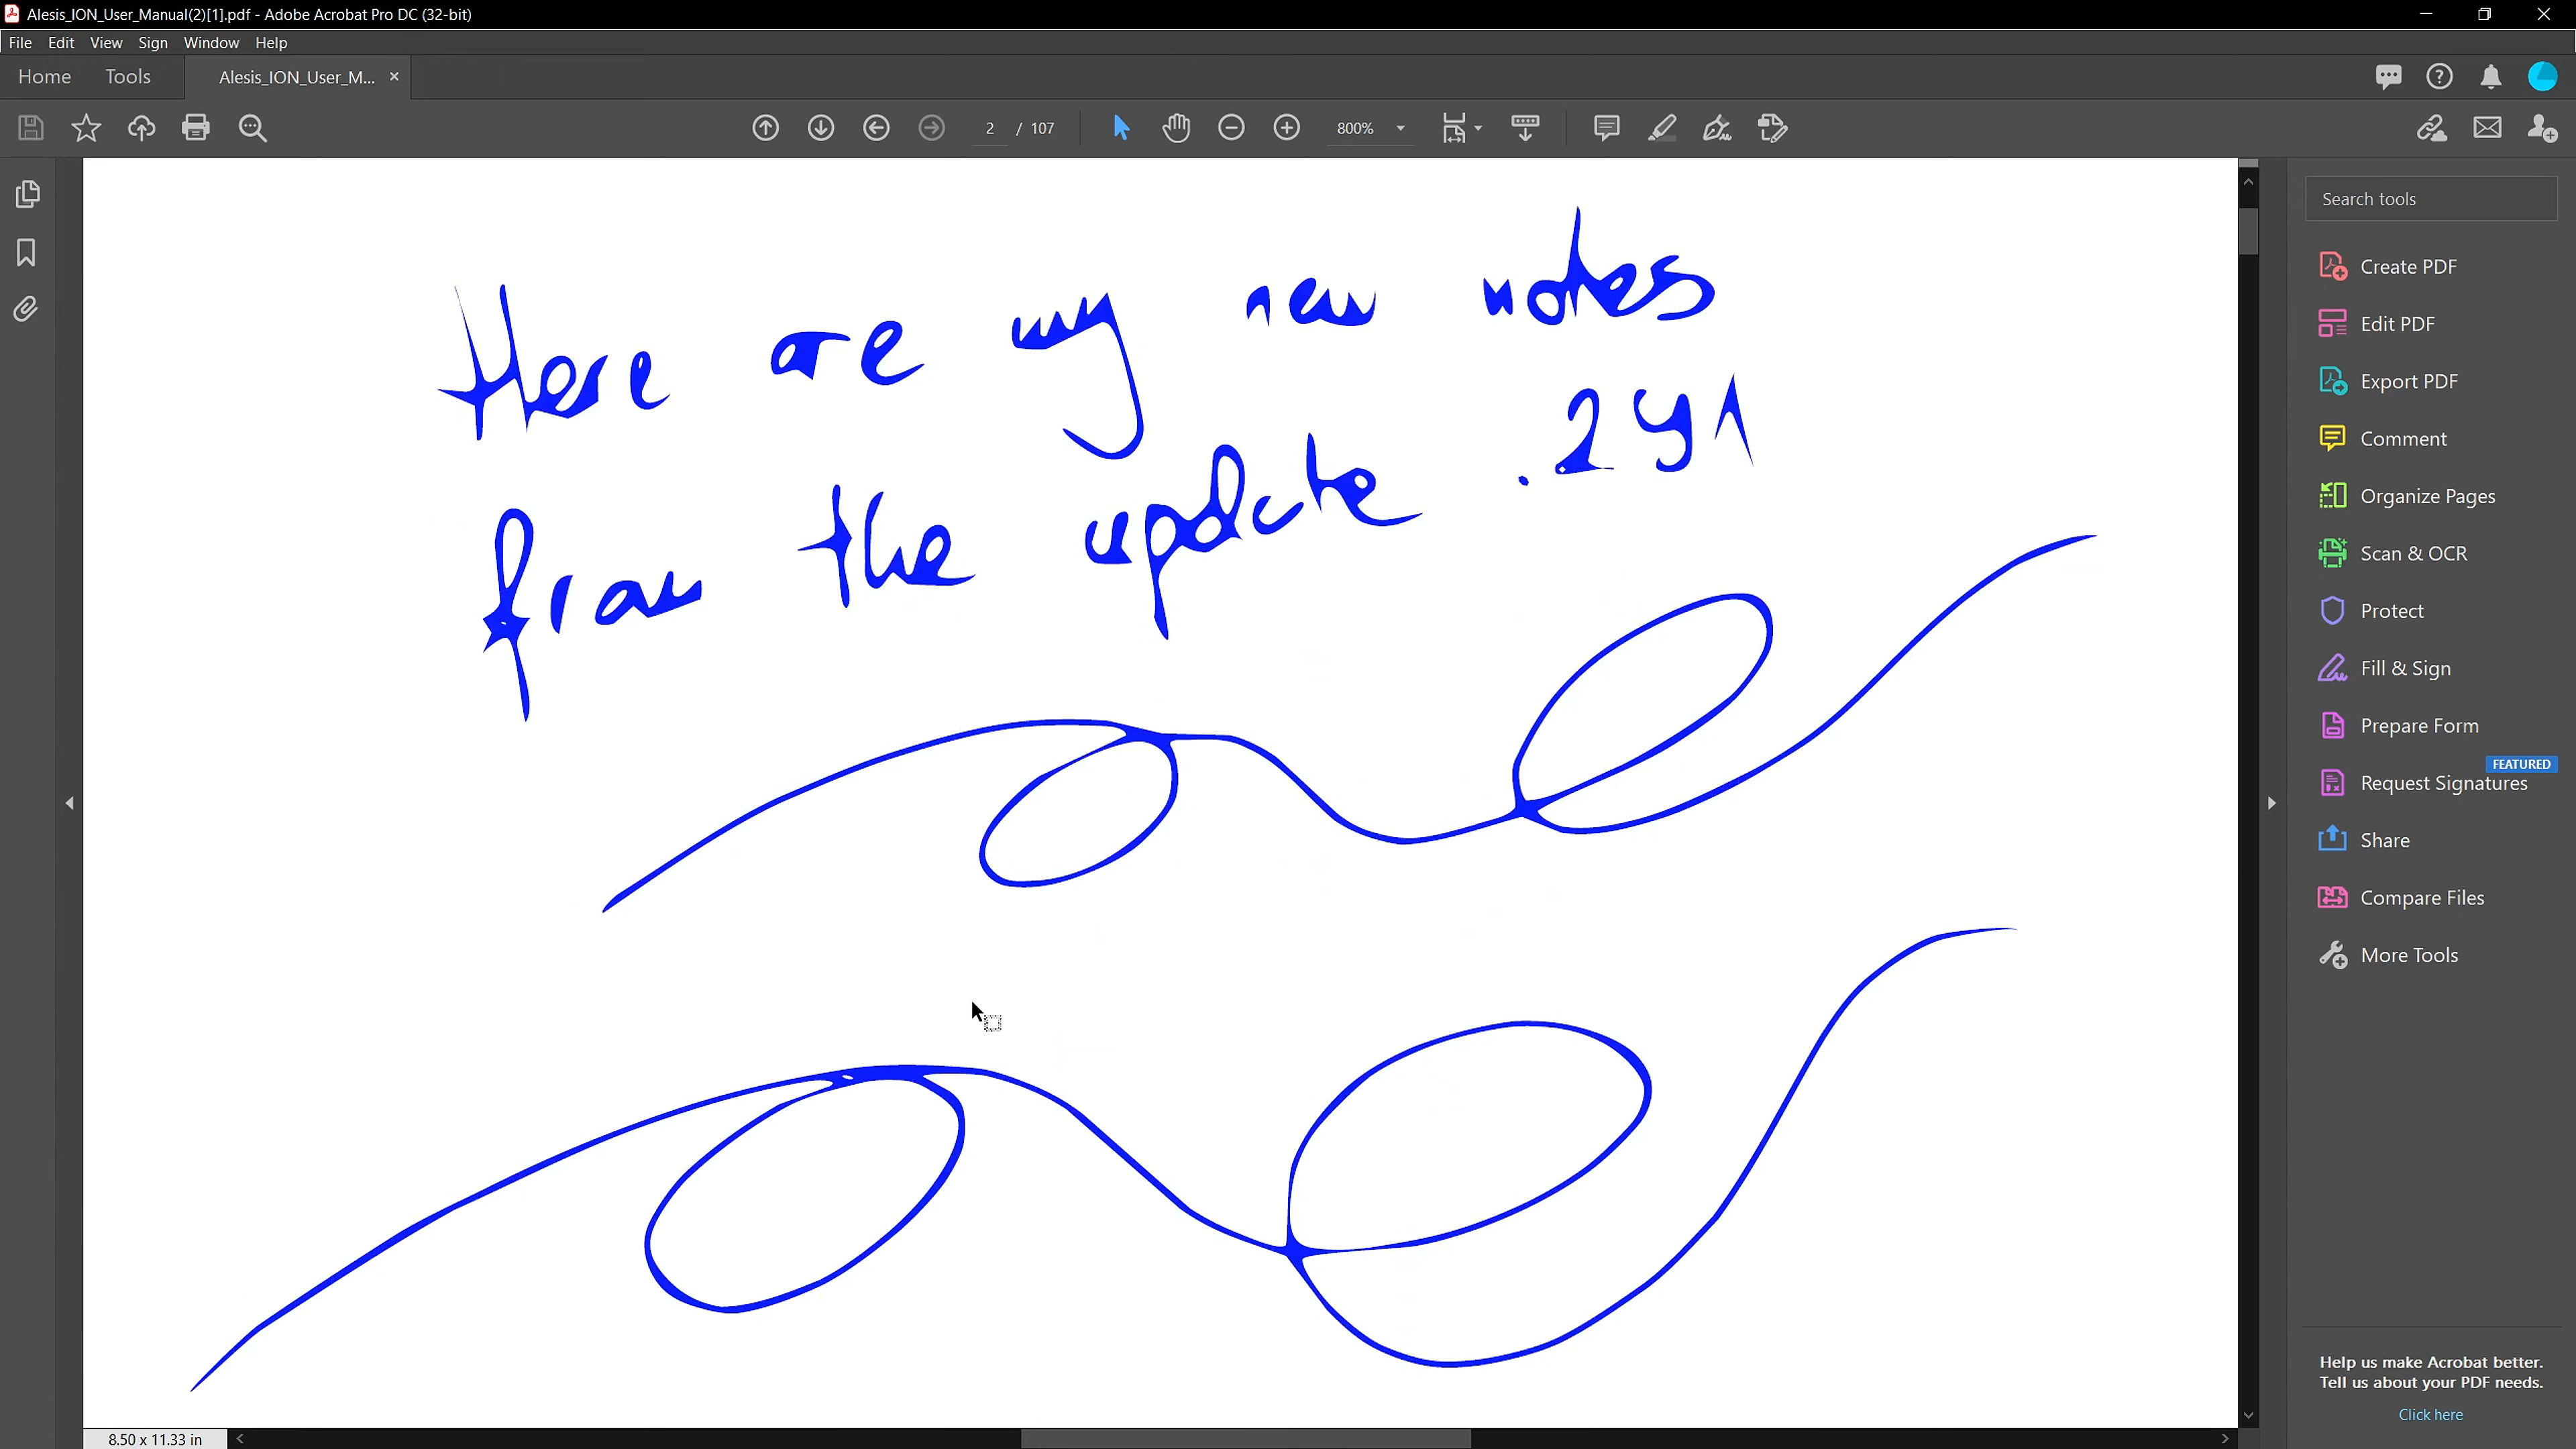 Alesis_ION_User_Manual(2)[1].pdf - Adobe Acrobat Pro DC (32-bit)
File Edit View Sign Window Help
Home Tools Alesis_ION_User_M... ×
2 / 107 800%
Search tools
Here are my new notes
from the update .291
Create PDF
Edit PDF
Export PDF
Comment
Organize Pages
Scan & OCR
Protect
Fill & Sign
Prepare Form
FEATURED
Request Signatures
Share
Compare Files
More Tools
Help us make Acrobat better.
Tell us about your PDF needs.
Click here
8.50 x 11.33 in